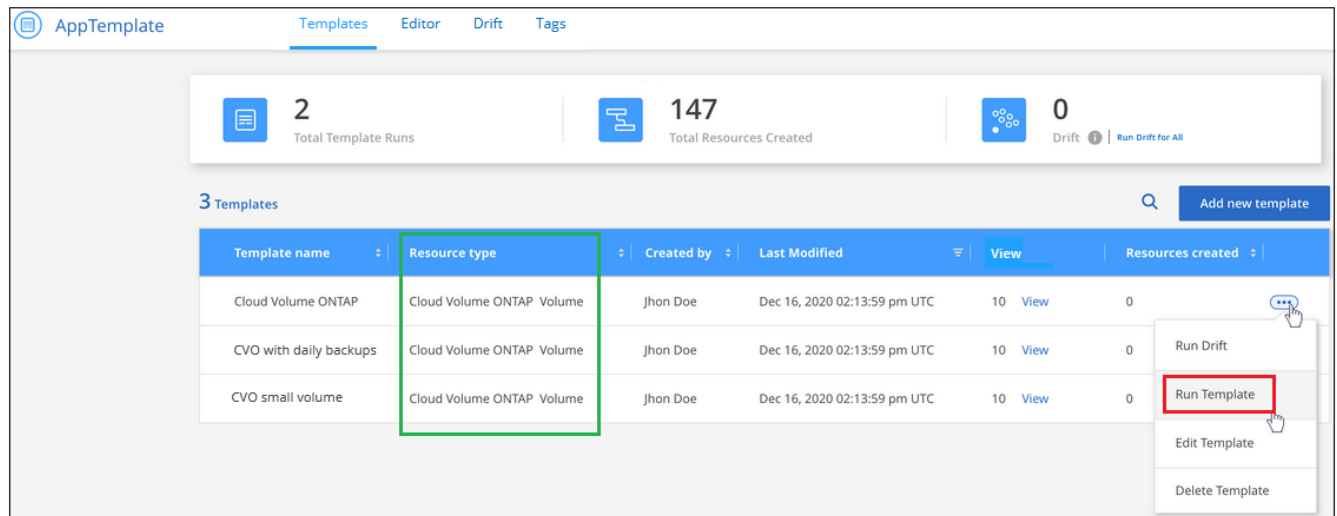 AppTemplate Templates Editor Drift Tags
2 147 0
Total Template Runs Total Resources Created Drift Run Drift for All
3 Templates Add new template
Template name Resource type Created by Last Modified View Resources created
Cloud Volume ONTAP Cloud Volume ONTAP Volume Jhon Doe Dec 16, 2020 02:13:59 pm UTC 10 View 0
Run Drift
CVO with daily backups Cloud Volume ONTAP Volume Jhon Doe Dec 16, 2020 02:13:59 pm UTC 10 View 0
Run Template
CVO small volume Cloud Volume ONTAP Volume Jhon Doe Dec 16, 2020 02:13:59 pm UTC 10 View 0
Edit Template
Delete Template